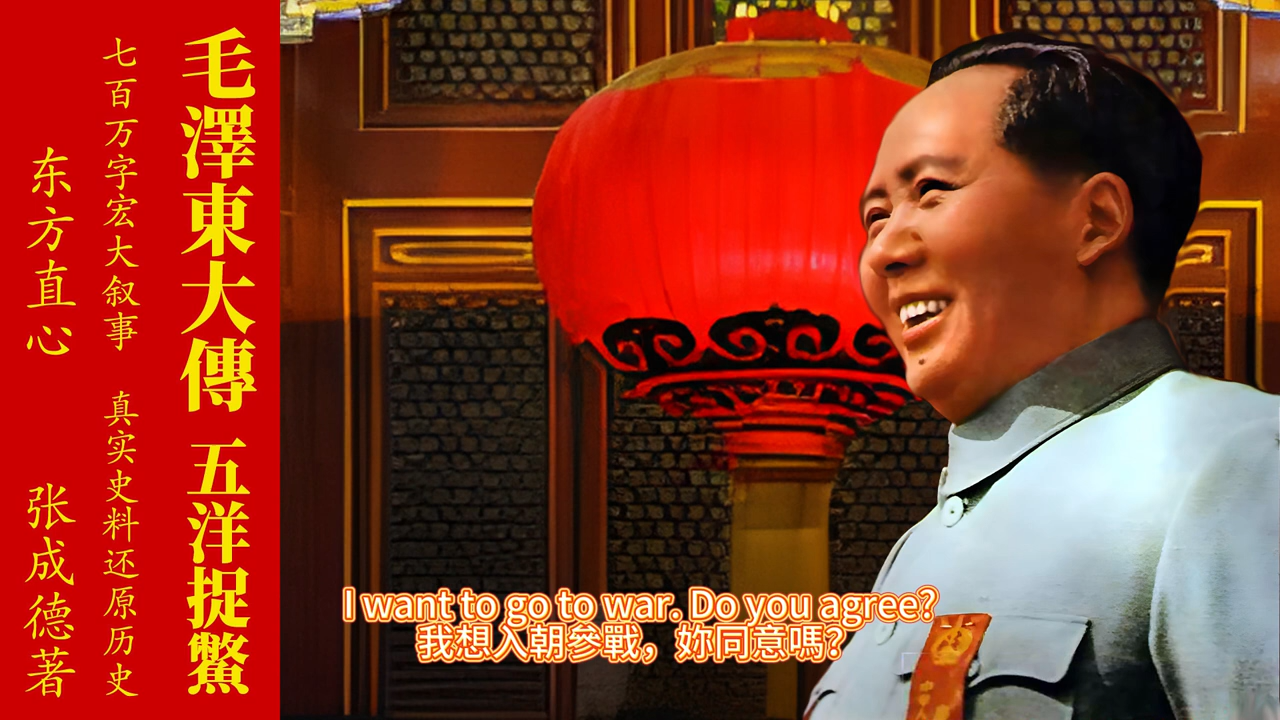 毛澤東大傳 五洋捉鱉
七百万字宏大叙事 真实史料还原历史
东方直心 张成德著
I want to go to war. Do you agree?
我想入朝參戰，妳同意嗎？